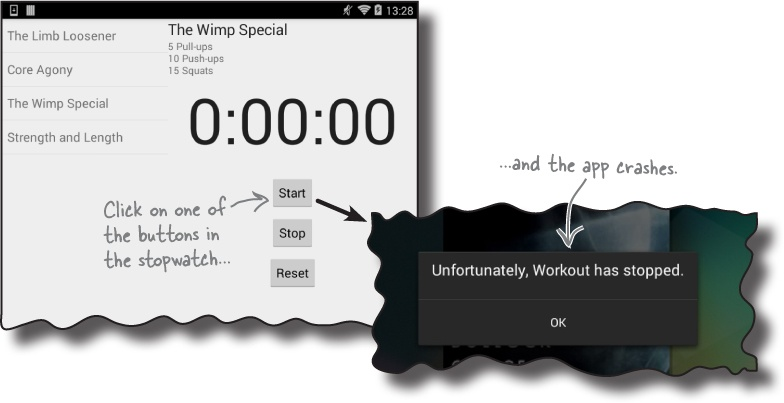 13:28
The Limb Loosener
Core Agony
The Wimp Special
Strength and Length
The Wimp Special
5 Pull-ups
10 Push-ups
15 Squats
0:00:00
Start
Stop
Reset
Click on one of
the buttons in
the stopwatch...
...and the app crashes.
Unfortunately, Workout has stopped.
OK